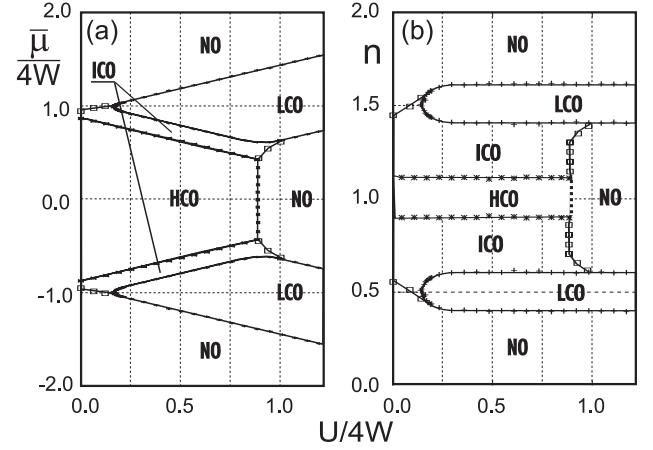 2.0 (a) NO 2.0 (b) NO
μ̄/4W n
ICO
LCO
1.0 1.5 LCO
ICO
0.0 HCO NO 1.0 HCO NO
ICO
-1.0 LCO 0.5 LCO
NO NO
-2.0 0.0
0.0 0.5 1.0 0.0 0.5 1.0
U/4W